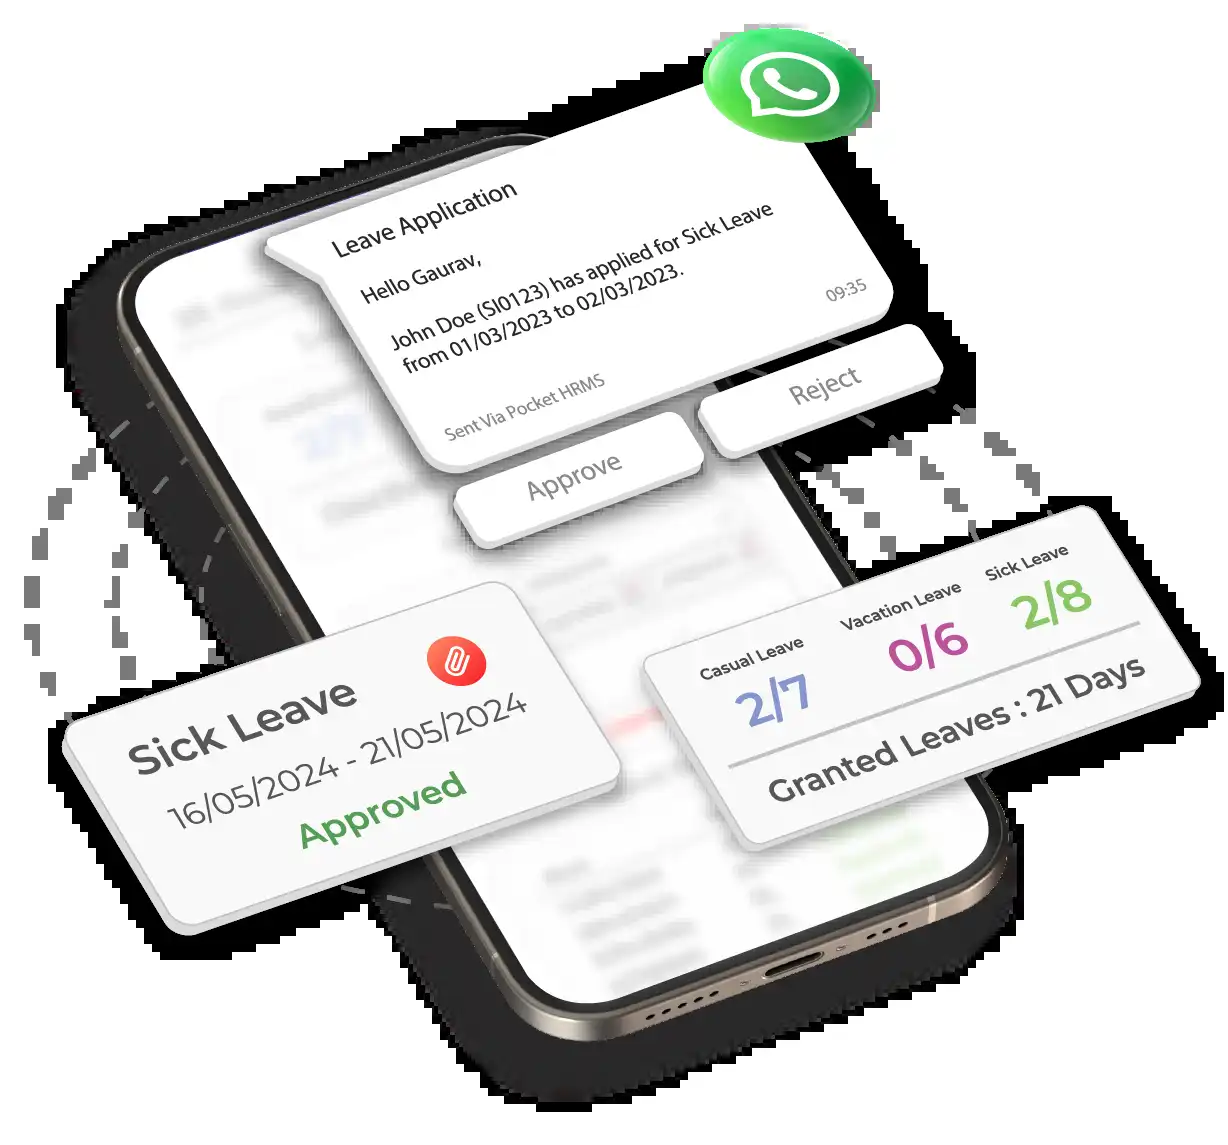 Leave Application
Hello Gaurav,
John Doe (SI0123) has applied for Sick Leave
from 01/03/2023 to 02/03/2023.
09:35
Sent Via Pocket HRMS
Approve
Reject
Sick Leave
16/05/2024 - 21/05/2024
Approved
Casual Leave
2/7
Vacation Leave
0/6
Sick Leave
2/8
Granted Leaves : 21 Days